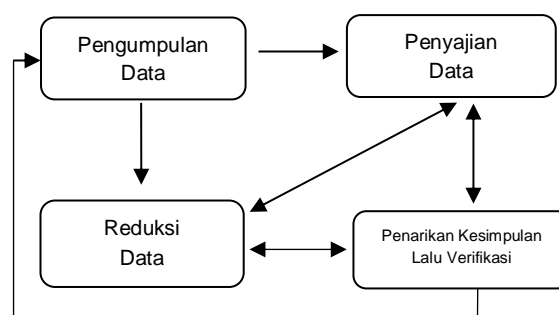 Pengumpulan
Data
Penyajian
Data
Reduksi
Data
Penarikan Kesimpulan
Lalu Verifikasi